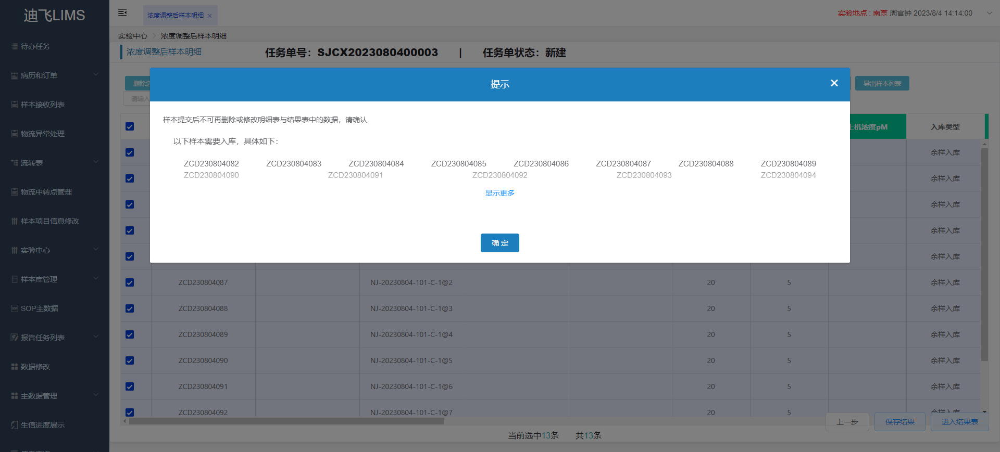 迪飞LIMS
待办任务
病历和订单
样本接收列表
物流异常处理
流转表
物流中转点管理
样本项目信息修改
实验中心
样本库管理
SOP主数据
报告任务列表
数据修改
主数据管理
生信进度展示
浓度调整后样本明细 ×
实验地点 : 南京 周官钟 2023/8/4 14:14:00
实验中心 > 浓度调整后样本明细
浓度调整后样本明细 任务单号：SJCX2023080400003 | 任务单状态：新建
删除选
导出样本列表
请输入
提示
样本提交后不可再删除或修改明细表与结果表中的数据，请确认
以下样本需要入库，具体如下：
ZCD230804082 ZCD230804083 ZCD230804084 ZCD230804085 ZCD230804086 ZCD230804087 ZCD230804088 ZCD230804089
ZCD230804090 ZCD230804091 ZCD230804092 ZCD230804093 ZCD230804094
显示更多
确 定
上机浓度pM 入库类型
余样入库
余样入库
余样入库
余样入库
余样入库
ZCD230804087 NJ-20230804-101-C-1@2 20 5 余样入库
ZCD230804088 NJ-20230804-101-C-1@3 20 5 余样入库
ZCD230804089 NJ-20230804-101-C-1@4 20 5 余样入库
ZCD230804090 NJ-20230804-101-C-1@5 20 5 余样入库
ZCD230804091 NJ-20230804-101-C-1@6 20 5 余样入库
ZCD230804092 NJ-20230804-101-C-1@7 20 5 余样入库
上一步 保存结果 进入结果表
当前选中13条 共13条